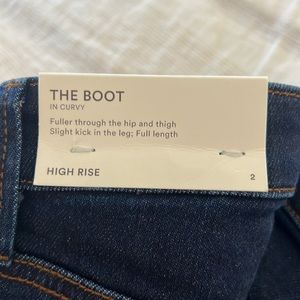 THE BOOT
IN CURVY
Fuller through the hip and thigh
Slight kick in the leg; Full length
HIGH RISE
2